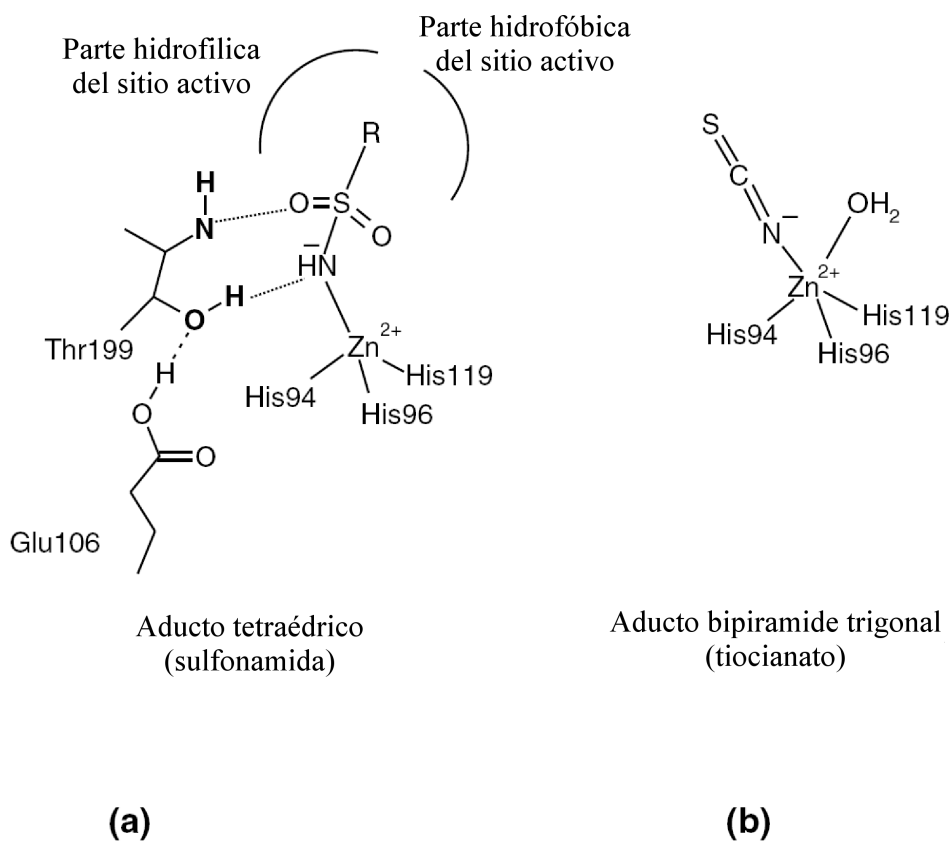 Parte hidrofílica
del sitio activo
Parte hidrofóbica
del sitio activo
R
S
H
N
O=S
O
C
OH2
HN
–
N
–
H
O
Zn2+
Zn2+
Thr199
His119
His94
His96
His119
His94
His96
H
O
O
Glu106
Aducto tetraédrico
(sulfonamida)
Aducto bipiramide trigonal
(tiocianato)
(a)
(b)